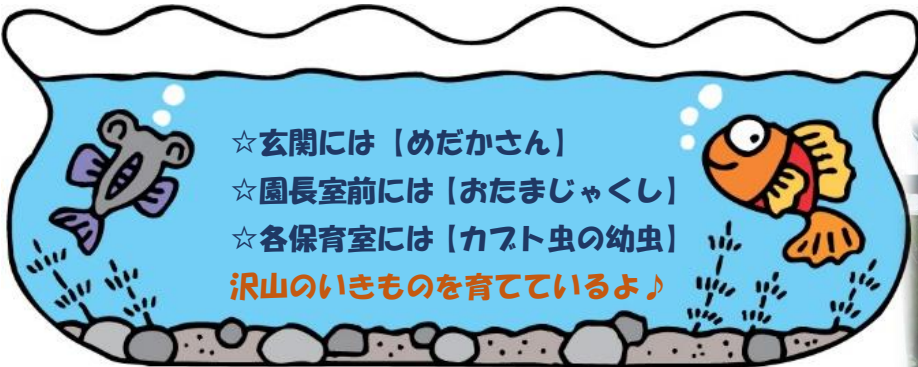 ☆玄関には【めだかさん】
☆園長室前には【おたまじゃくし】
☆各保育室には【カブト虫の幼虫】
沢山のいきものを育てているよ♪